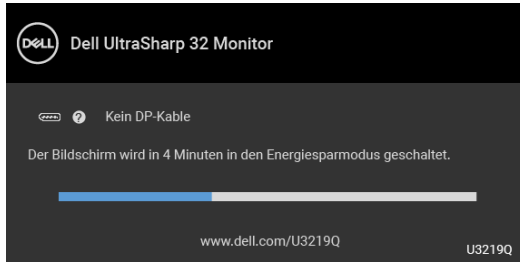 DELL
Dell UltraSharp 32 Monitor
? Kein DP-Kable
Der Bildschirm wird in 4 Minuten in den Energiesparmodus geschaltet.
www.dell.com/U3219Q
U3219Q